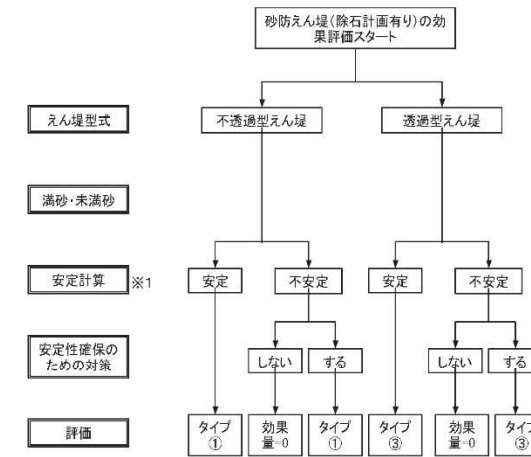 砂防えん堤(除石計画有り)の効
果評価スタート
えん堤型式
不透過型えん堤
透過型えん堤
満砂・未満砂
安定計算
※1
安定
不安定
安定
不安定
安定性確保の
ための対策
しない
する
しない
する
評価
タイプ
①
効果
量=0
タイプ
①
タイプ
③
効果
量=0
タイプ
③